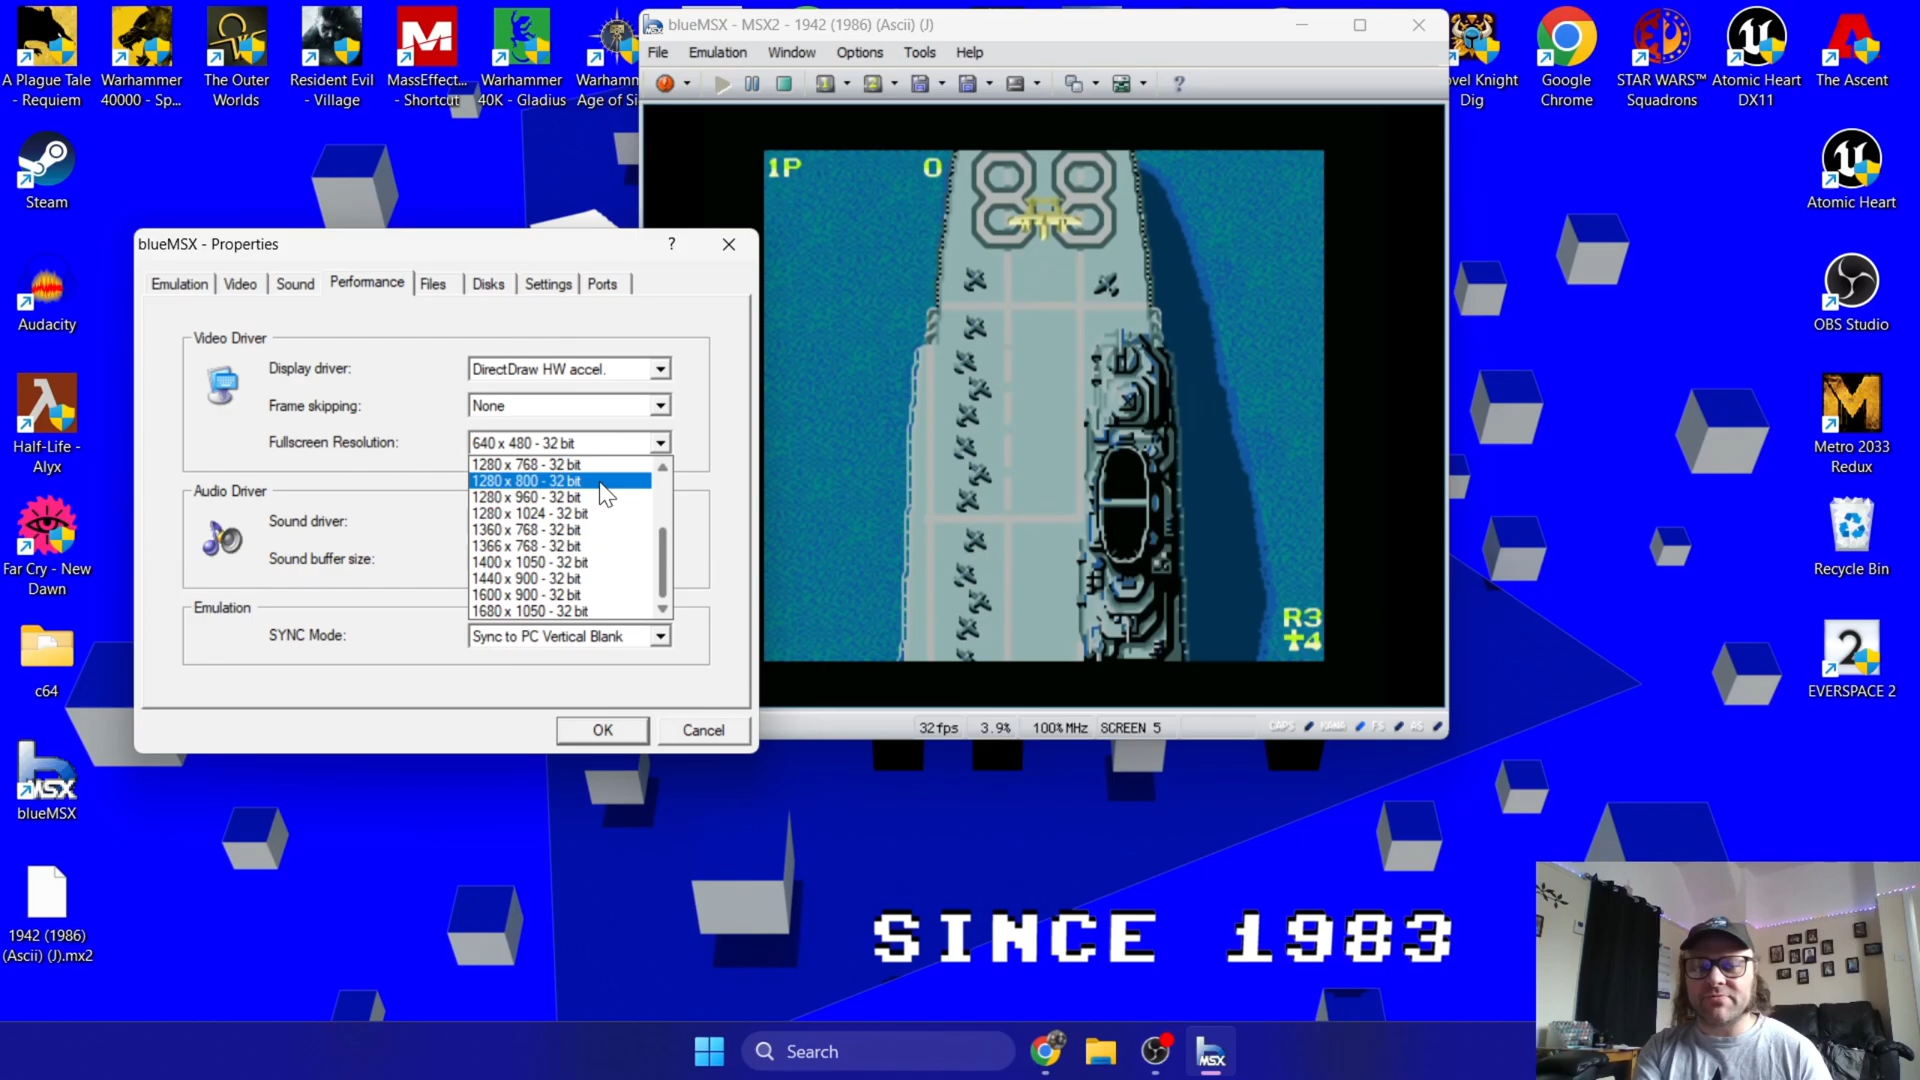 A Plague Tale
- Requiem
Warhammer
40000 - Sp...
The Outer
Worlds
Resident Evil
- Village
MassEffect...
- Shortcut
Warhammer
40K - Gladius
Warham
Age of Si
Steam
Audacity
Half-Life -
Alyx
Far Cry - New
Dawn
c64
blueMSX
1942 (1986)
(Ascii) (J).mx2
blueMSX - MSX2 - 1942 (1986) (Ascii) (J)
File Emulation Window Options Tools Help
1P 0
R3
4
32fps 3.9% 100% MHz SCREEN 5 CAPS KANA FS AS
blueMSX - Properties
Emulation Video Sound Performance Files Disks Settings Ports
Video Driver
Display driver: DirectDraw HW accel.
Frame skipping: None
Fullscreen Resolution: 640 x 480 - 32 bit
1280 x 768 - 32 bit
1280 x 800 - 32 bit
1280 x 960 - 32 bit
1280 x 1024 - 32 bit
1360 x 768 - 32 bit
1366 x 768 - 32 bit
1400 x 1050 - 32 bit
1440 x 900 - 32 bit
1600 x 900 - 32 bit
1680 x 1050 - 32 bit
Audio Driver
Sound driver:
Sound buffer size:
Emulation
SYNC Mode: Sync to PC Vertical Blank
OK Cancel
ovel Knight
Dig
Google
Chrome
STAR WARS™
Squadrons
Atomic Heart
DX11
The Ascent
Atomic Heart
OBS Studio
Metro 2033
Redux
Recycle Bin
EVERSPACE 2
SINCE 1983
Search